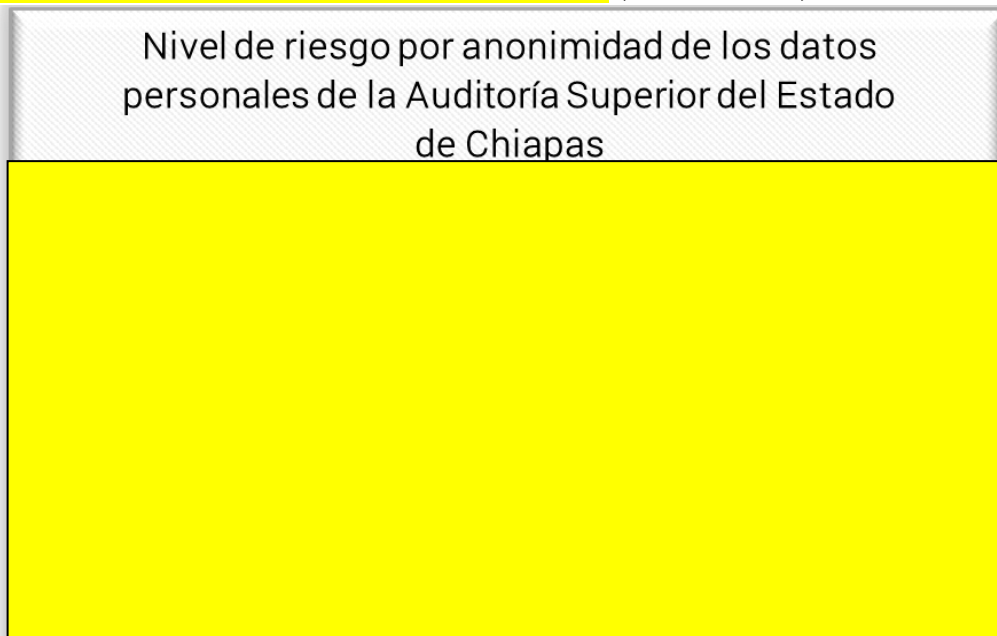 Nivel de riesgo por anonimidad de los datos
personales de la Auditoría Superior del Estado
de Chiapas